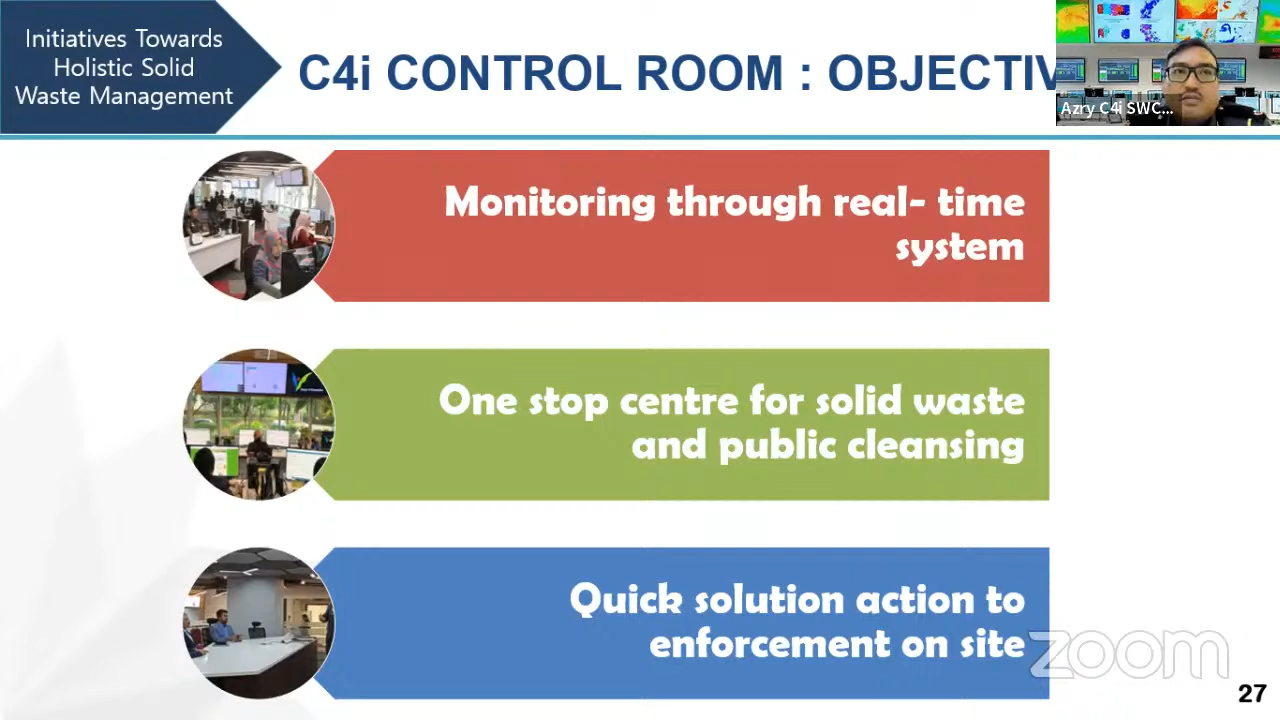 Initiatives Towards
Holistic Solid
Waste Management
C4i CONTROL ROOM : OBJECTIV
Azry C4i SWC...
Monitoring through real- time
system
One stop centre for solid waste
and public cleansing
Quick solution action to
enforcement on site
zoom
27